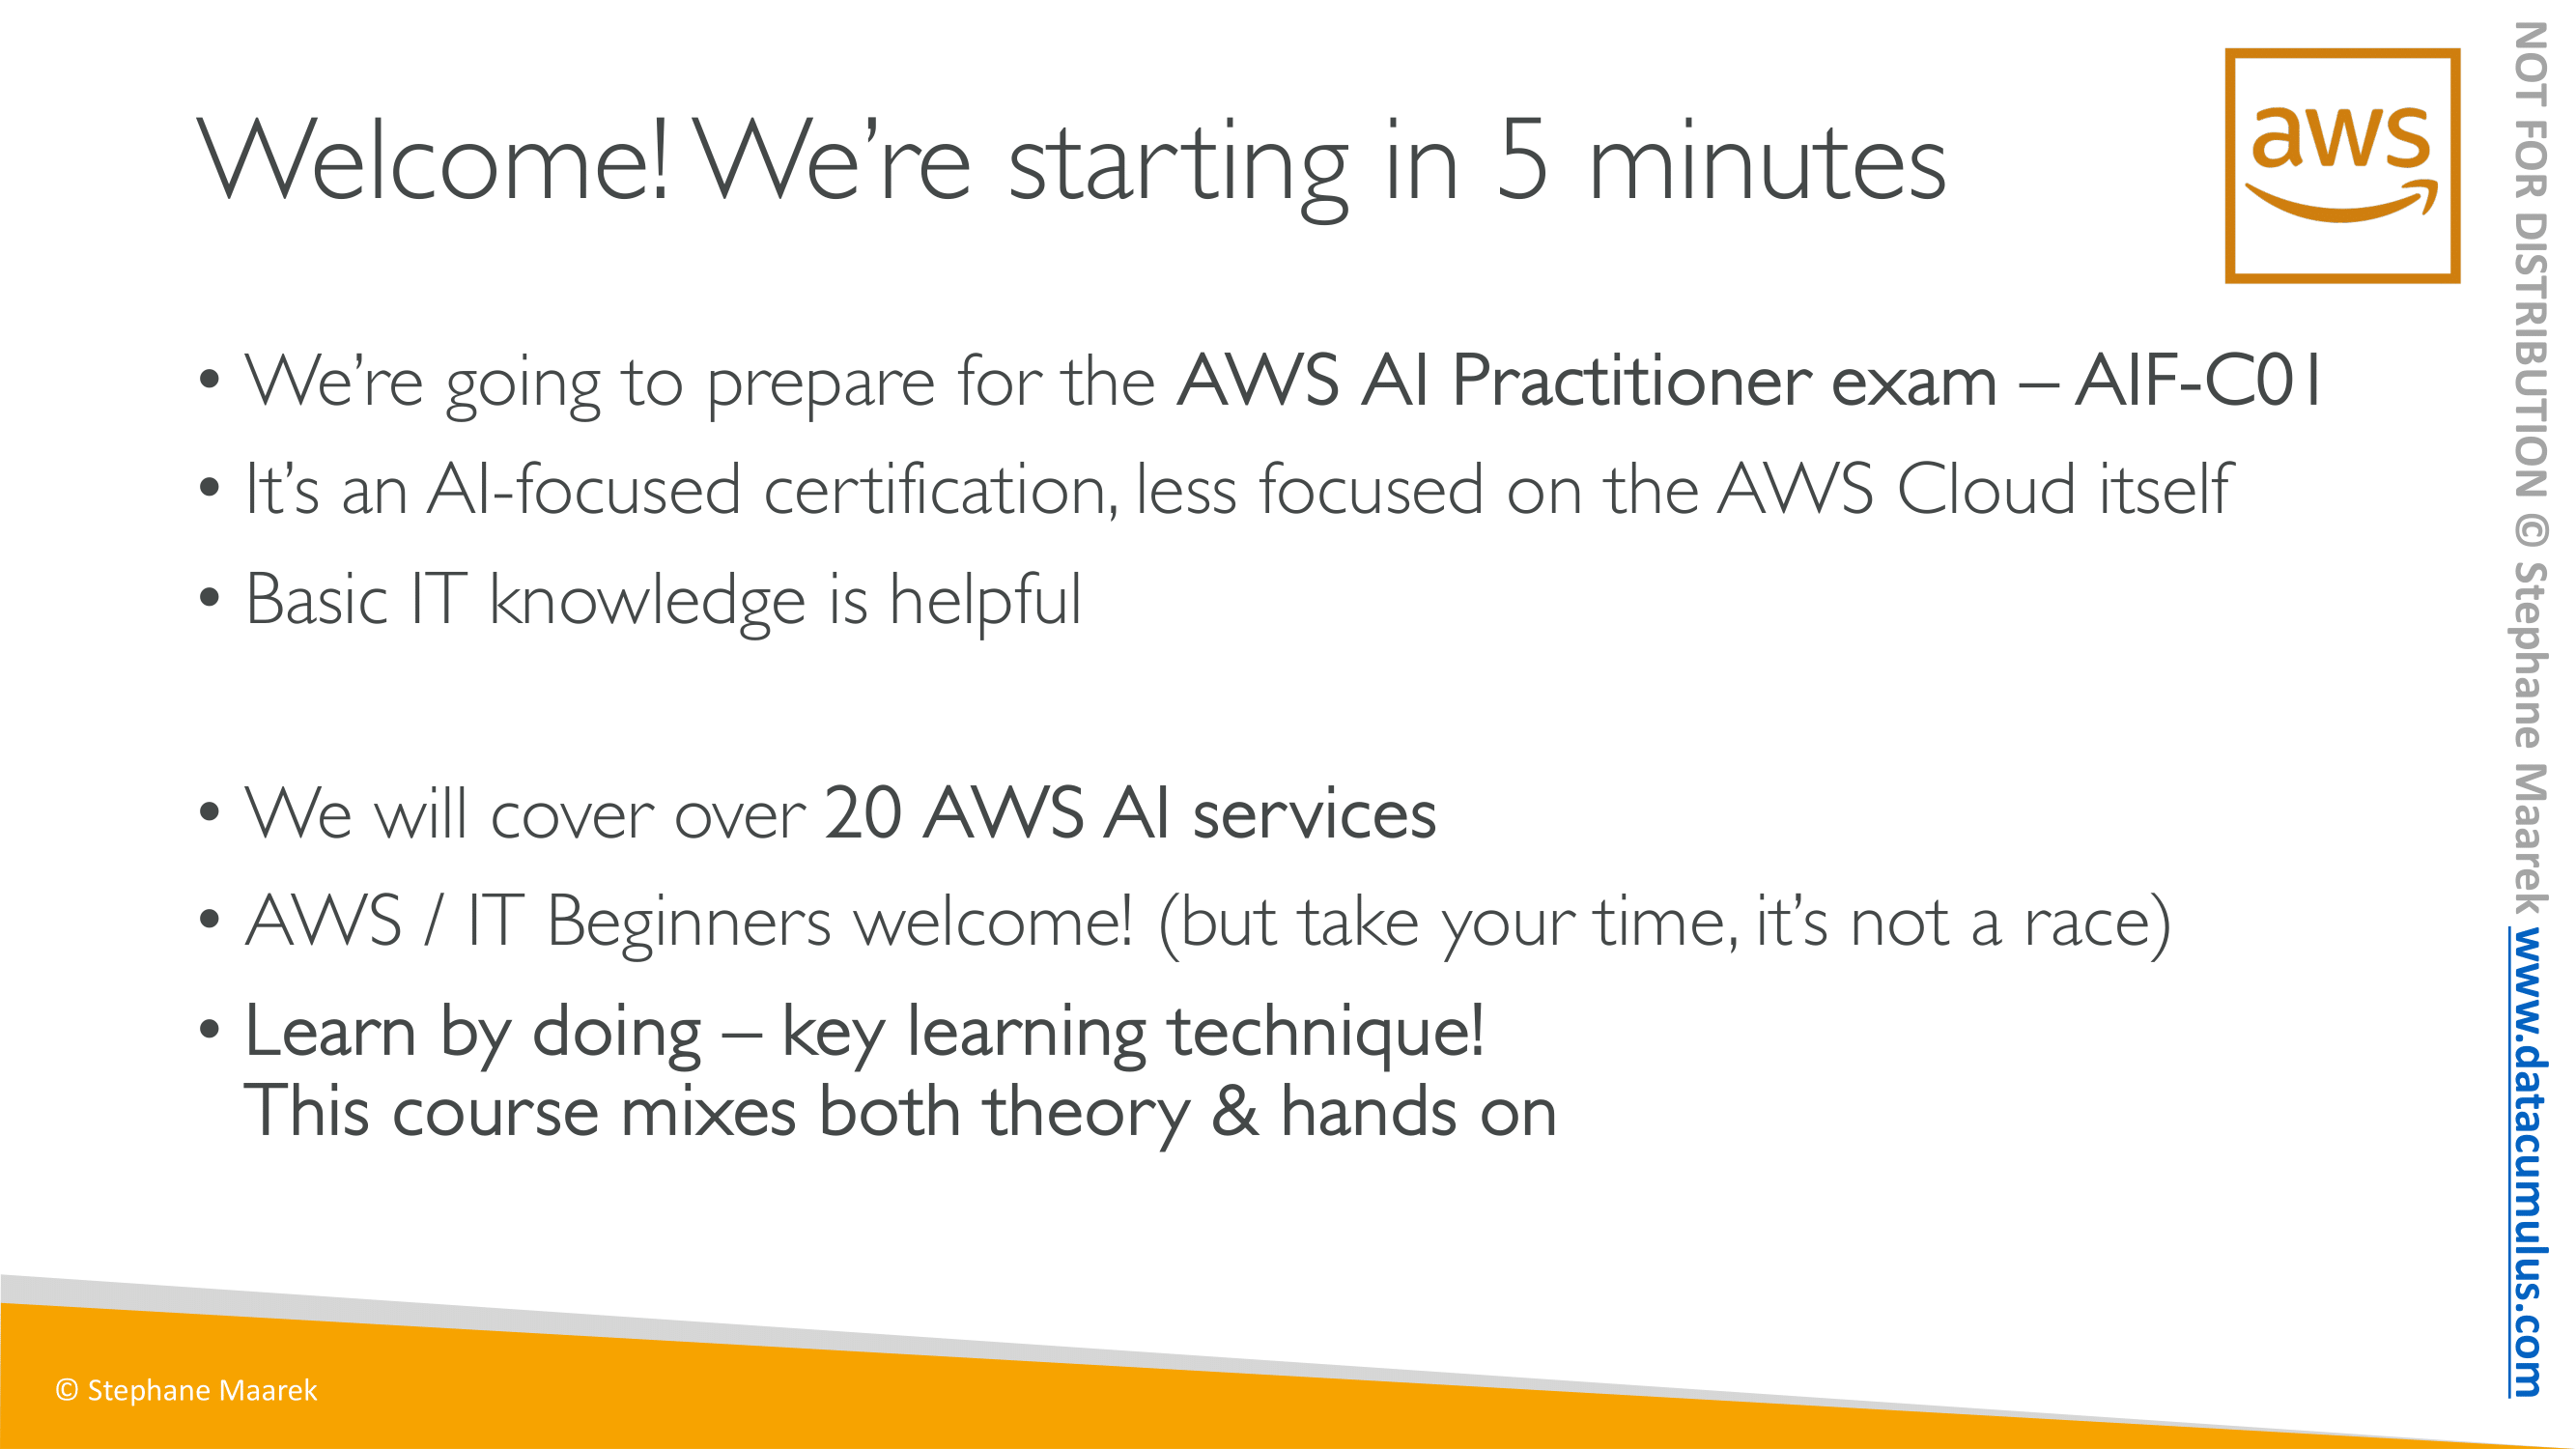 Welcome! We’re starting in 5 minutes
aws
• We’re going to prepare for the AWS AI Practitioner exam – AIF-C01
• It’s an AI-focused certification, less focused on the AWS Cloud itself
• Basic IT knowledge is helpful
• We will cover over 20 AWS AI services
• AWS / IT Beginners welcome! (but take your time, it’s not a race)
• Learn by doing – key learning technique!
This course mixes both theory & hands on
© Stephane Maarek
NOT FOR DISTRIBUTION © Stephane Maarek www.datacumulus.com